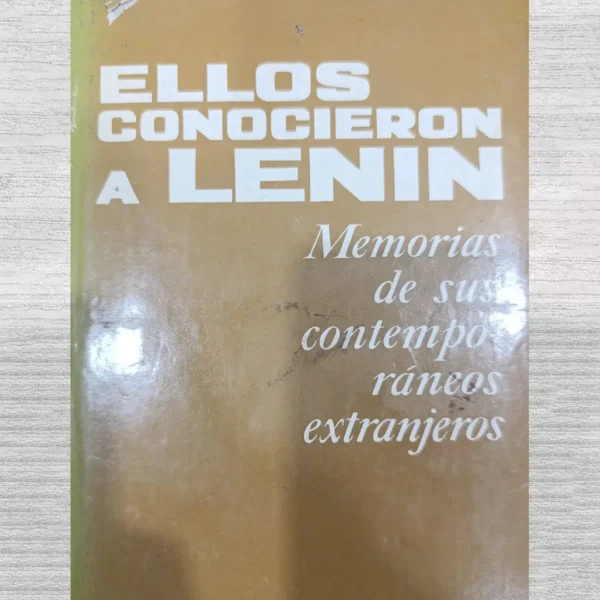 ELLOS
CONOCIERON
A LENIN
Memorias
de sus
contempo-
ráneos
extranjeros